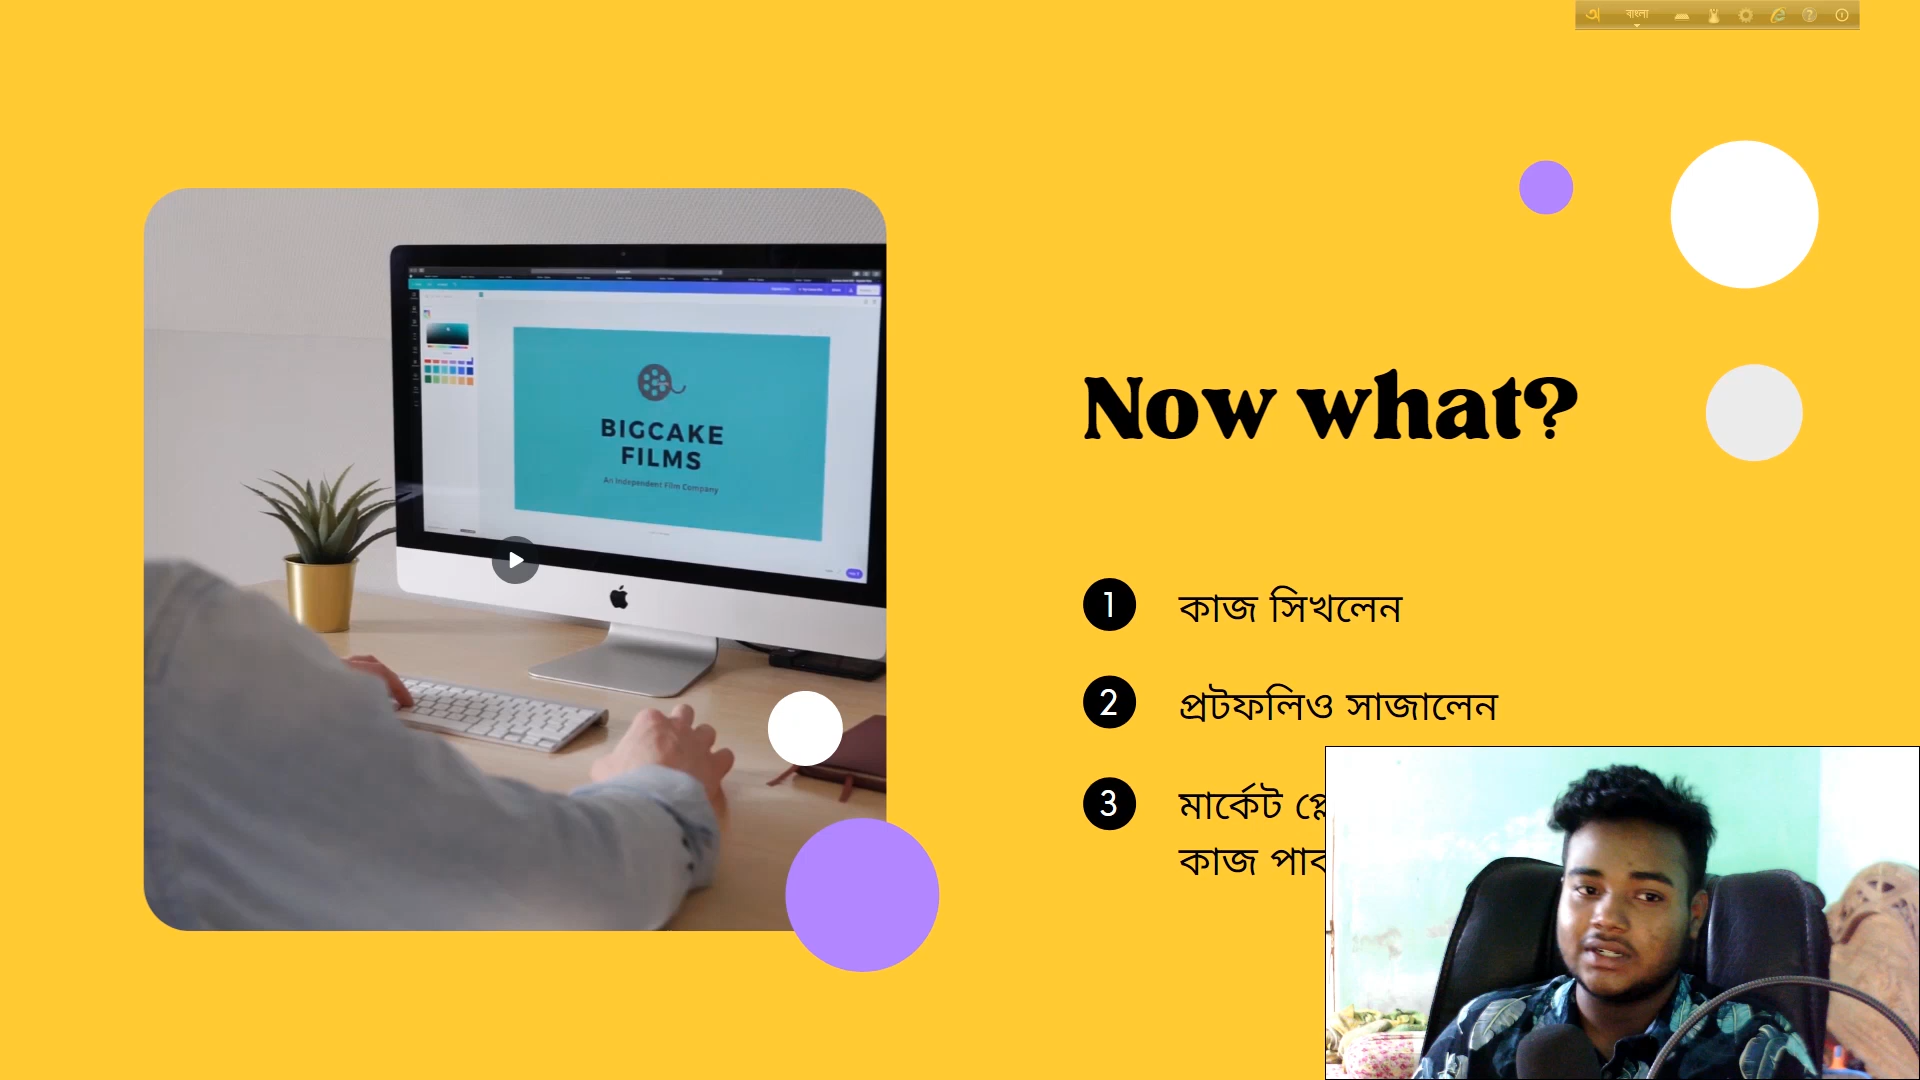 বাংলা
BIGCAKE
FILMS
An Independent Film Company
Now what?
1 কাজ সিখলেন
2 প্রটফলিও সাজালেন
3 মার্কেট
কাজ